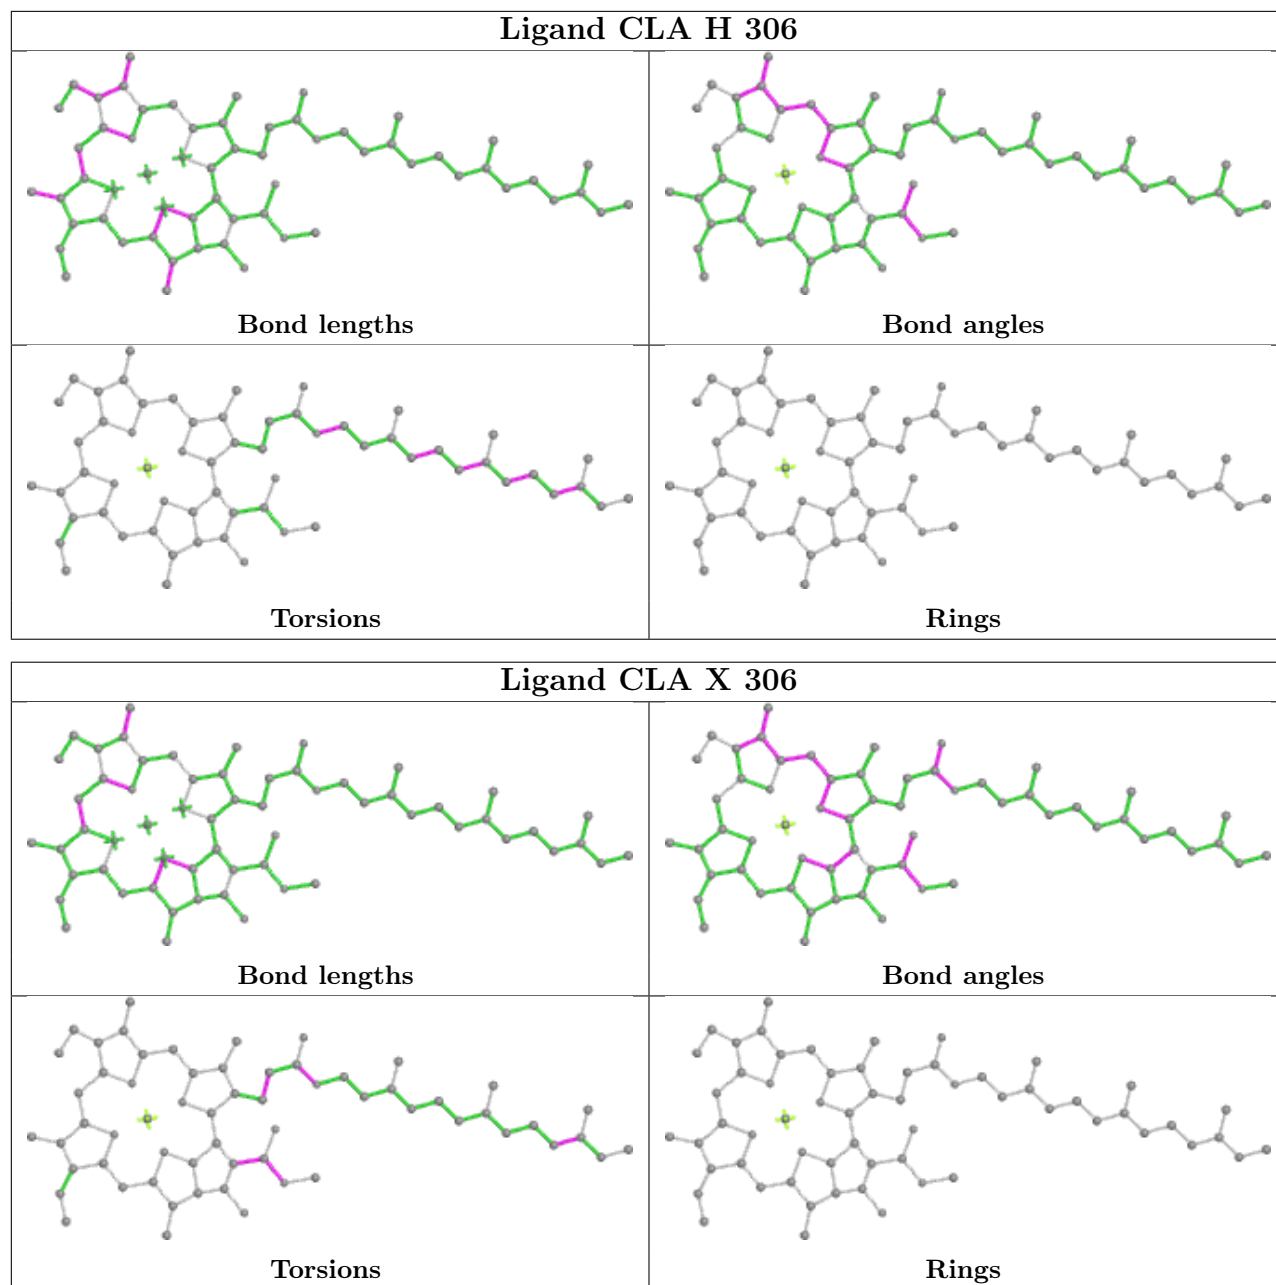 Ligand CLA H 306
Bond lengths
Bond angles
Torsions
Rings
Ligand CLA X 306
Bond lengths
Bond angles
Torsions
Rings